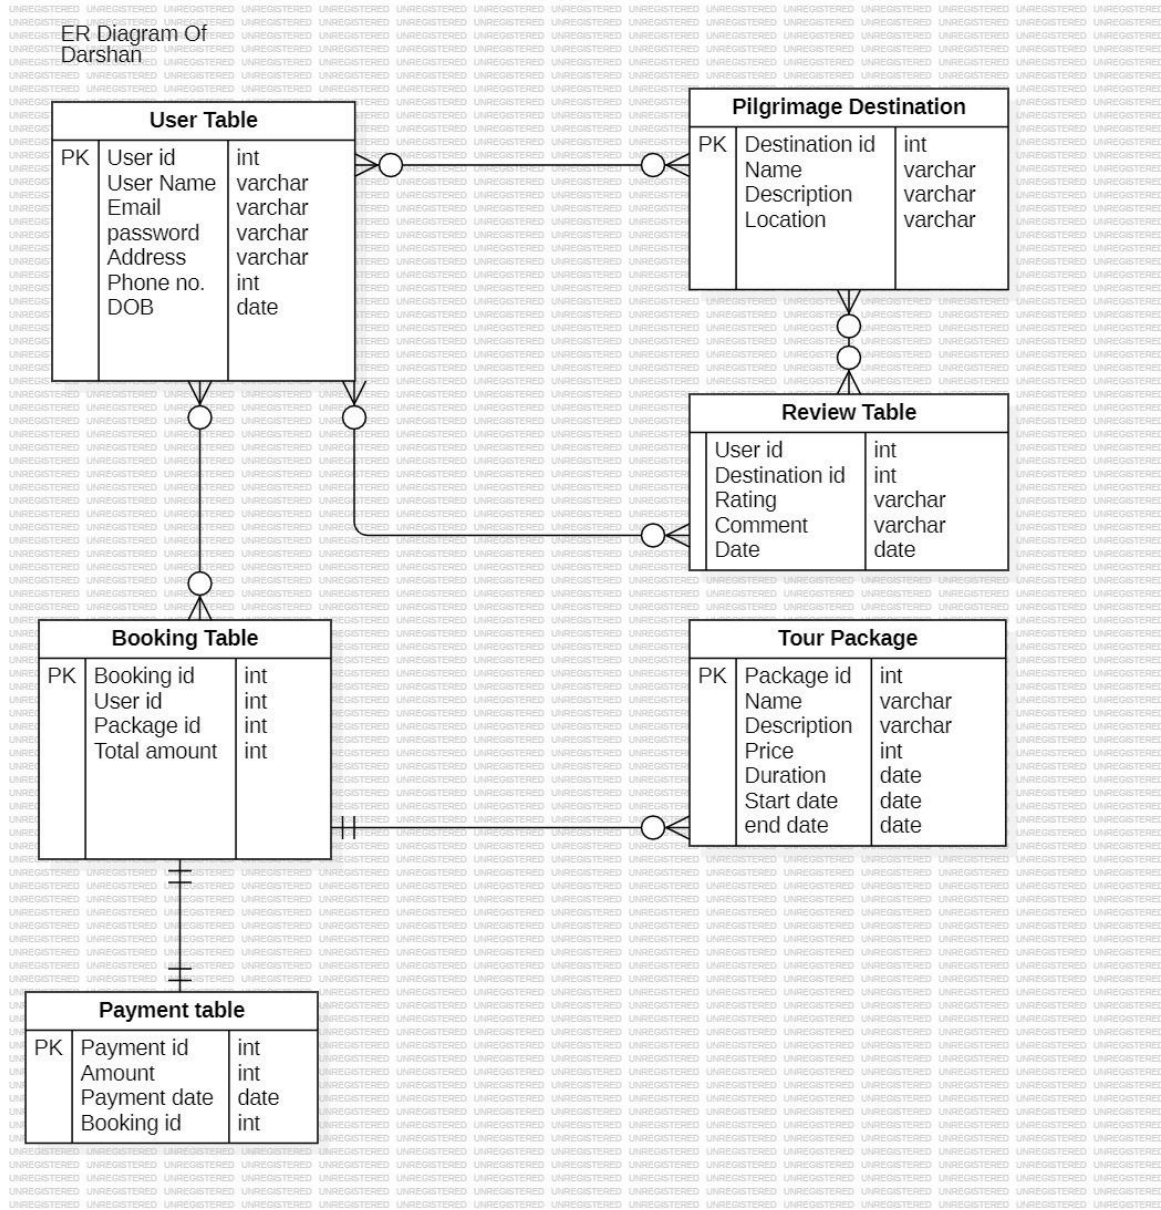 ER Diagram Of
Darshan
User Table
PK User id int
User Name varchar
Email varchar
password varchar
Address varchar
Phone no. int
DOB date
Pilgrimage Destination
PK Destination id int
Name varchar
Description varchar
Location varchar
Review Table
User id int
Destination id int
Rating varchar
Comment varchar
Date date
Booking Table
PK Booking id int
User id int
Package id int
Total amount int
Tour Package
PK Package id int
Name varchar
Description varchar
Price int
Duration date
Start date date
end date date
Payment table
PK Payment id int
Amount int
Payment date date
Booking id int
UNREGISTERED